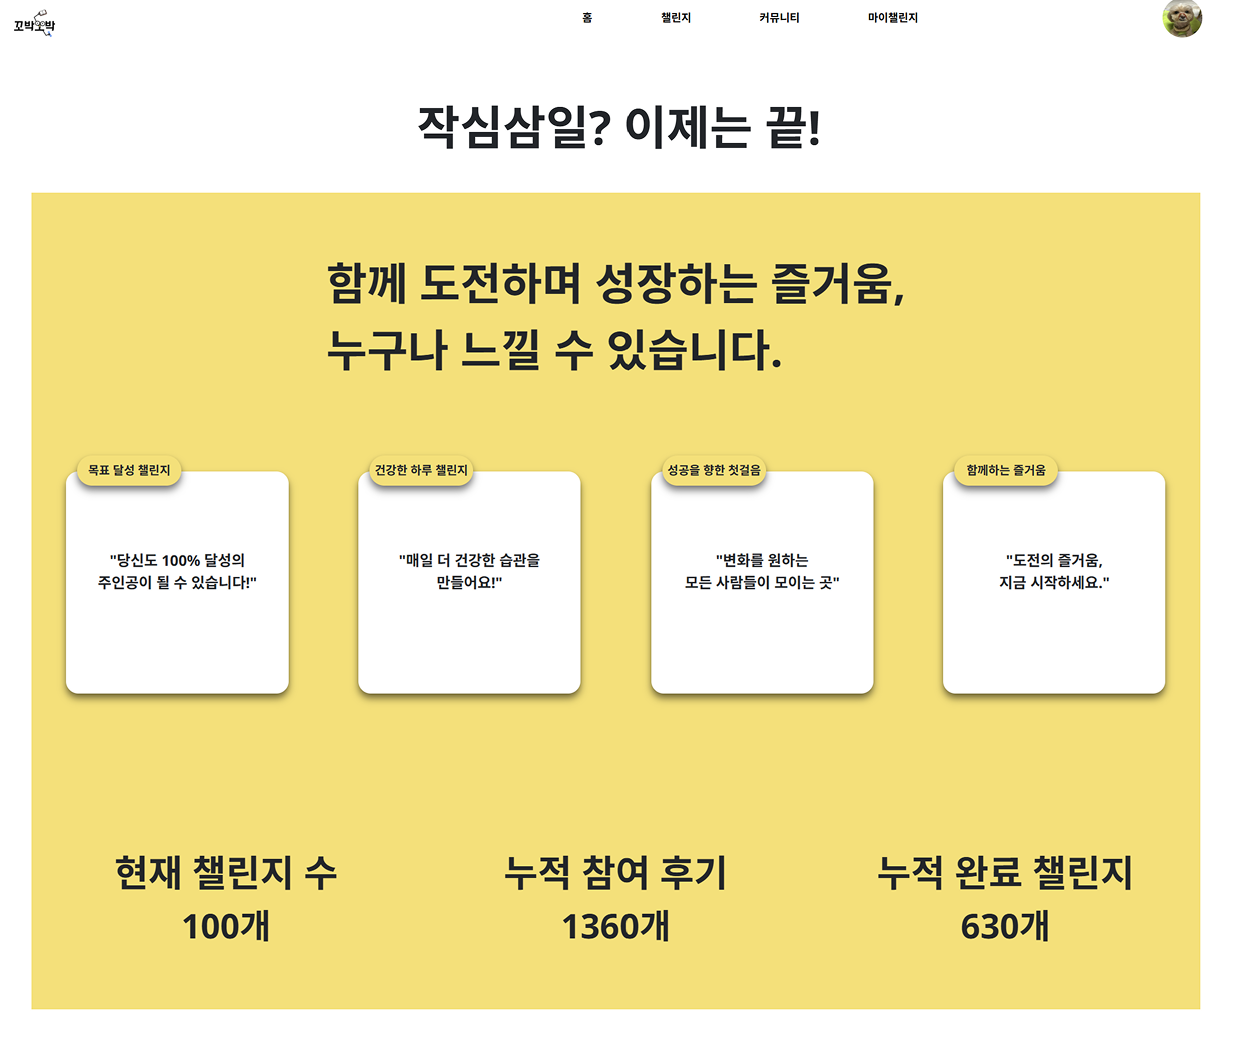 꼬박꼬박
홈 챌린지 커뮤니티 마이챌린지
작심삼일? 이제는 끝!
함께 도전하며 성장하는 즐거움,
누구나 느낄 수 있습니다.
목표 달성 챌린지
"당신도 100% 달성의
주인공이 될 수 있습니다!"
건강한 하루 챌린지
"매일 더 건강한 습관을
만들어요!"
성공을 향한 첫걸음
"변화를 원하는
모든 사람들이 모이는 곳"
함께하는 즐거움
"도전의 즐거움,
지금 시작하세요."
현재 챌린지 수
100개
누적 참여 후기
1360개
누적 완료 챌린지
630개